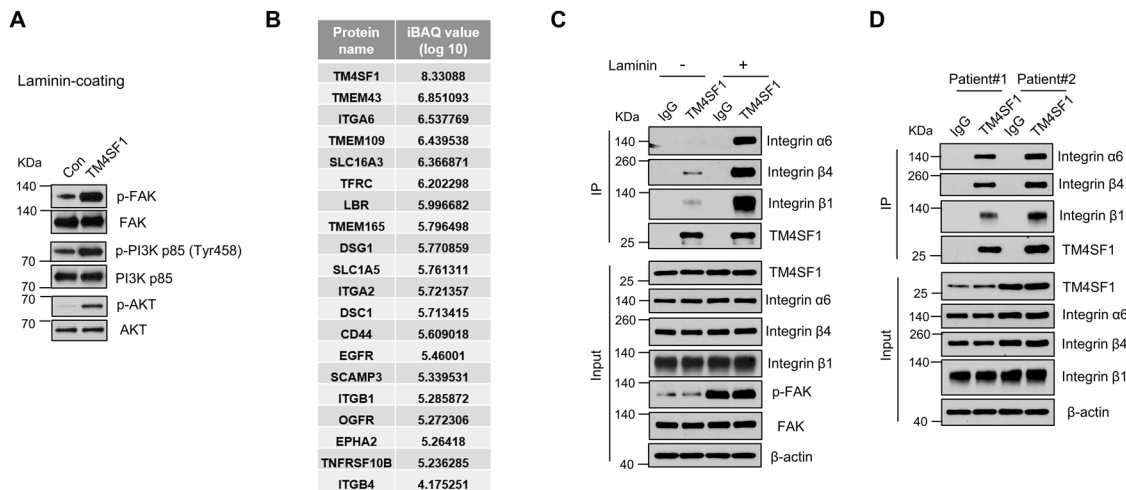 A
Laminin-coating
KDa
Con
TM4SF1
140
p-FAK
140
FAK
70
p-PI3K p85 (Tyr458)
70
PI3K p85
70
p-AKT
70
AKT
B
Protein name iBAQ value (log 10)
TM4SF1 8.33088
TMEM43 6.851093
ITGA6 6.537769
TMEM109 6.439538
SLC16A3 6.366871
TFRC 6.202298
LBR 5.996682
TMEM165 5.796498
DSG1 5.770859
SLC1A5 5.761311
ITGA2 5.721357
DSC1 5.713415
CD44 5.609018
EGFR 5.46001
SCAMP3 5.339531
ITGB1 5.285872
OGFR 5.272306
EPHA2 5.26418
TNFRSF10B 5.236285
ITGB4 4.175251
C
Laminin - +
KDa
IgG
TM4SF1
IgG
TM4SF1
IP
140 Integrin α6
260
Integrin β4
140
Integrin β1
25 TM4SF1
Input
25 TM4SF1
140 Integrin α6
260
Integrin β4
140
Integrin β1
140
p-FAK
140
FAK
40 β-actin
D
Patient#1 Patient#2
KDa
IgG
TM4SF1
IgG
TM4SF1
IP
140 Integrin α6
260
Integrin β4
140
Integrin β1
25 TM4SF1
Input
25 TM4SF1
140 Integrin α6
260
Integrin β4
140
Integrin β1
40 β-actin